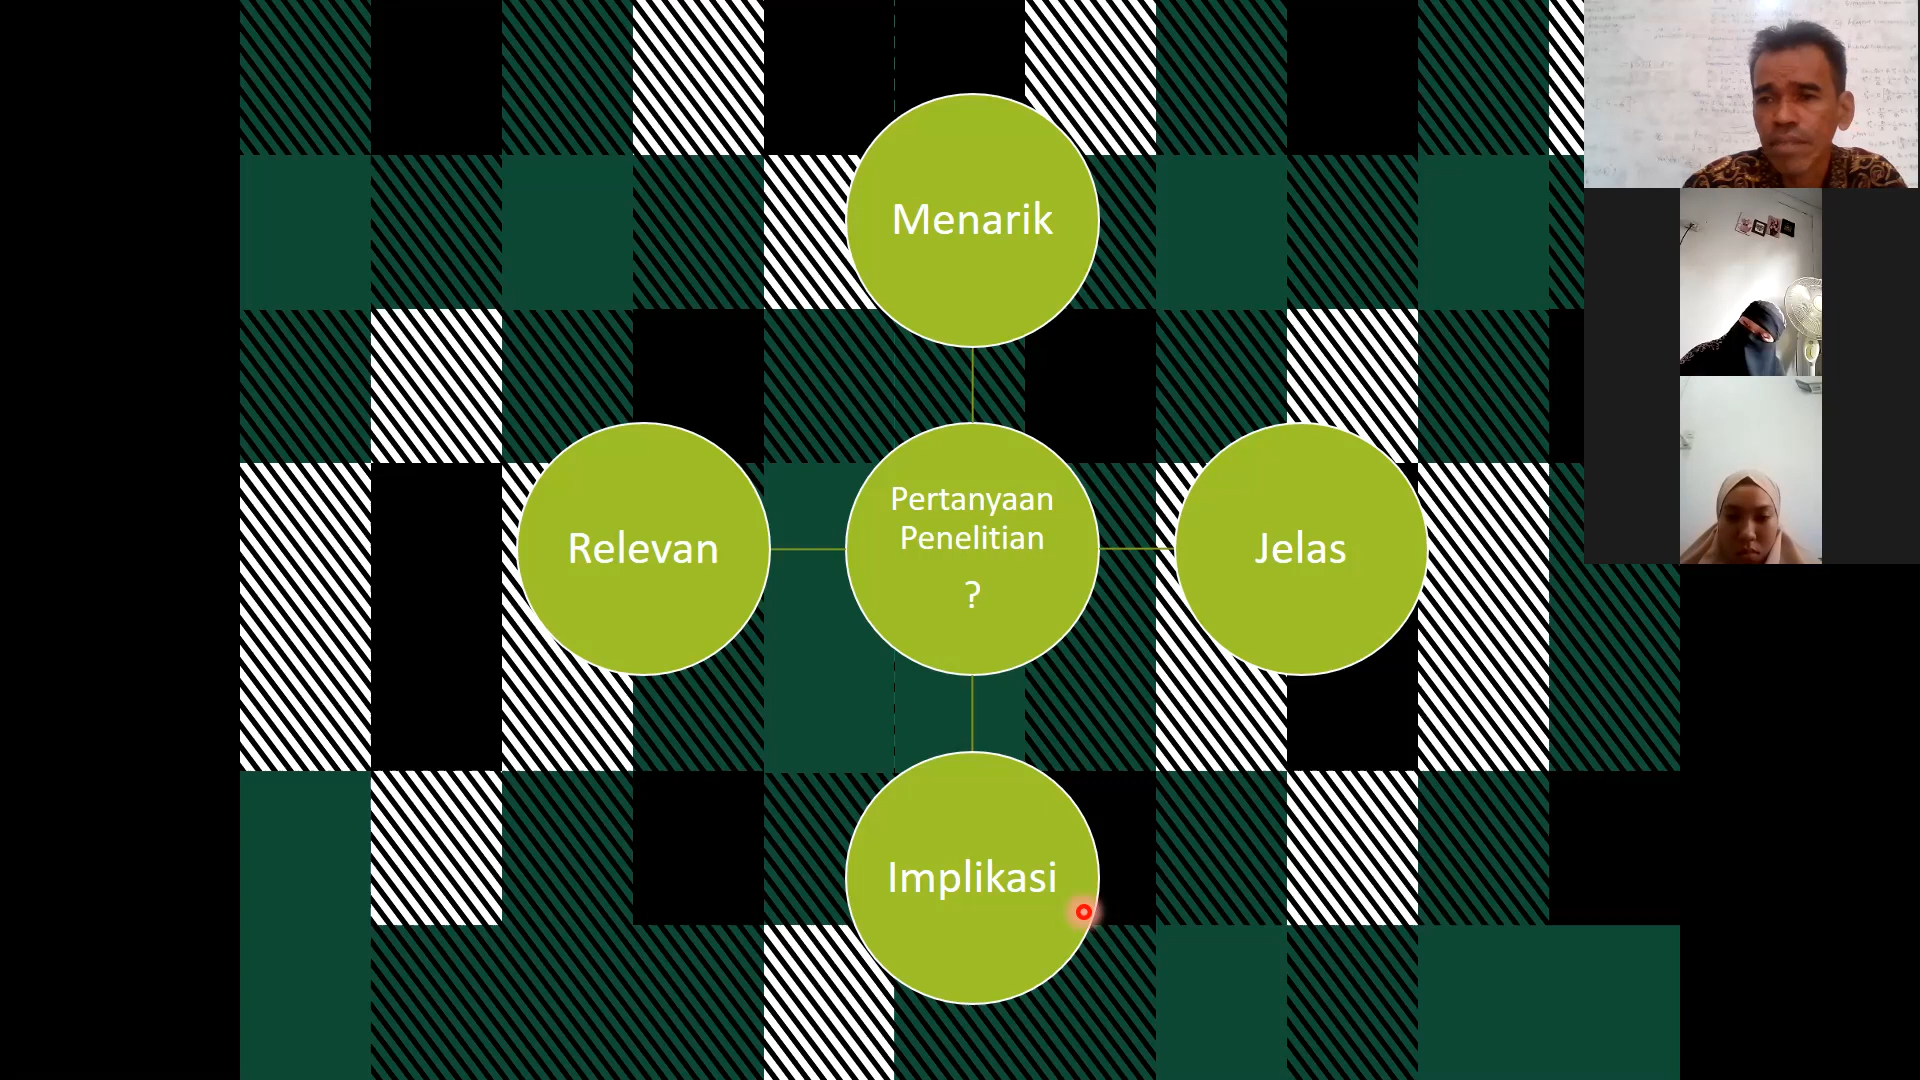 Menarik
Relevan
Pertanyaan
Penelitian
?
Jelas
Implikasi